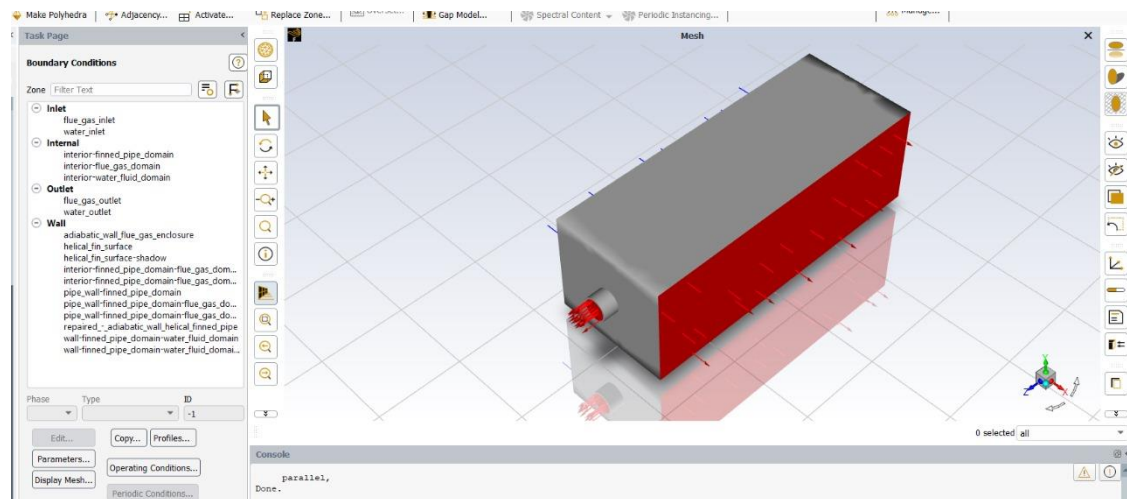 Make Polyhedra Adjacency... Activate... Replace Zone... Gap Model... Spectral Content Periodic Instancing... Manage...
Task Page
Boundary Conditions
Zone Filter Text
Inlet
flue_gas_inlet
water_inlet
Internal
interior-finned_pipe_domain
interior-flue_gas_domain
interior-water_fluid_domain
Outlet
flue_gas_outlet
water_outlet
Wall
adiabatic_wall_flue_gas_enclosure
helical_fin_surface
helical_fin_surface-shadow
interior-finned_pipe_domain-flue_gas_dom...
interior-finned_pipe_domain-flue_gas_dom...
pipe_wall-finned_pipe_domain
pipe_wall-finned_pipe_domain-flue_gas_do...
pipe_wall-finned_pipe_domain-flue_gas_do...
repaired_-_adiabatic_wall_helical_finned_pipe
wall-finned_pipe_domain-water_fluid_domain
wall-finned_pipe_domain-water_fluid_domai...
Phase Type ID
-1
Edit... Copy... Profiles...
Parameters... Operating Conditions...
Display Mesh...
Periodic Conditions...
Mesh
Y
Z
X
0 selected all
Console
parallel,
Done.